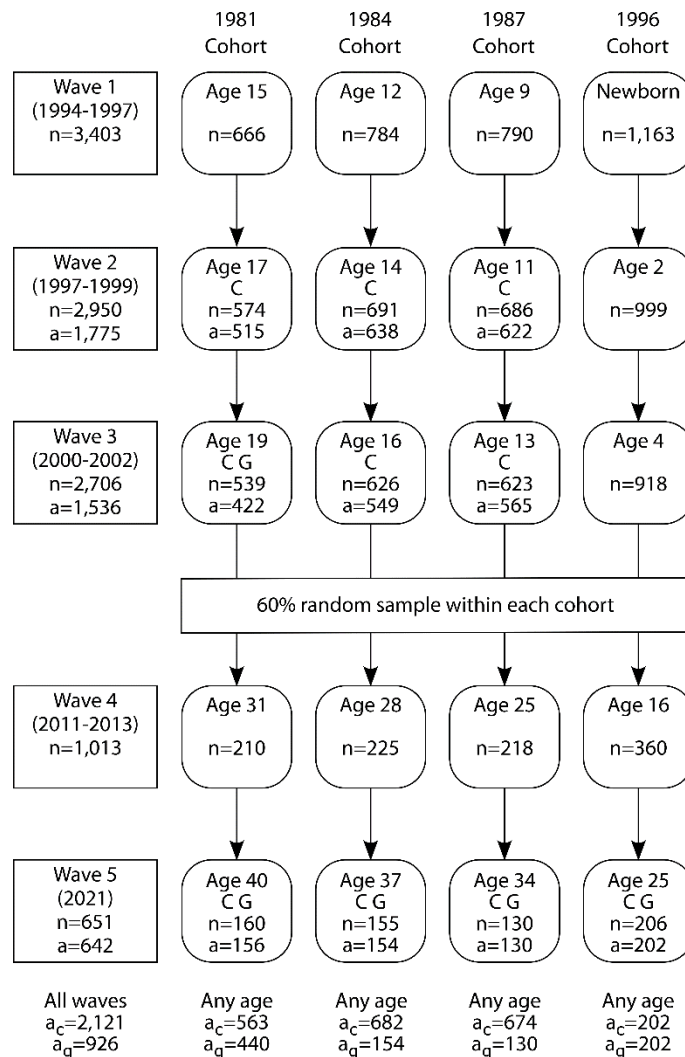 1981 Cohort
1984 Cohort
1987 Cohort
1996 Cohort
Wave 1
(1994-1997)
n=3,403
Age 15
n=666
Age 12
n=784
Age 9
n=790
Newborn
n=1,163
Wave 2
(1997-1999)
n=2,950
a=1,775
Age 17
C
n=574
a=515
Age 14
C
n=691
a=638
Age 11
C
n=686
a=622
Age 2
n=999
Wave 3
(2000-2002)
n=2,706
a=1,536
Age 19
C G
n=539
a=422
Age 16
C
n=626
a=549
Age 13
C
n=623
a=565
Age 4
n=918
60% random sample within each cohort
Wave 4
(2011-2013)
n=1,013
Age 31
n=210
Age 28
n=225
Age 25
n=218
Age 16
n=360
Wave 5
(2021)
n=651
a=642
Age 40
C G
n=160
a=156
Age 37
C G
n=155
a=154
Age 34
C G
n=130
a=130
Age 25
C G
n=206
a=202
All waves
ac=2,121
ag=926
Any age
ac=563
ag=440
Any age
ac=682
ag=154
Any age
ac=674
ag=130
Any age
ac=202
ag=202